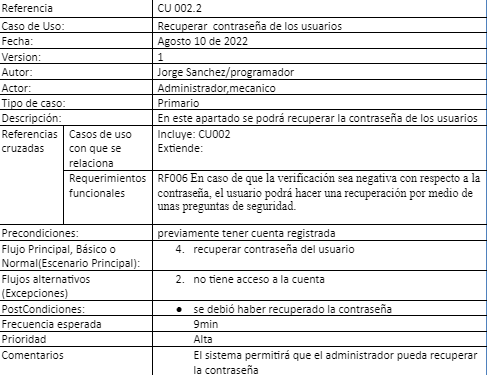 Referencia CU 002.2
Caso de Uso: Recuperar contraseña de los usuarios
Fecha: Agosto 10 de 2022
Version: 1
Autor: Jorge Sanchez/programador
Actor: Administrador,mecanico
Tipo de caso: Primario
Descripción: En este apartado se podrá recuperar la contraseña de los usuarios
Referencias
cruzadas
Casos de uso
con que se
relaciona
Incluye: CU002
Extiende:
Requerimientos
funcionales
RF006 En caso de que la verificación sea negativa con respecto a la
contraseña, el usuario podrá hacer una recuperación por medio de
unas preguntas de seguridad.
Precondiciones: previamente tener cuenta registrada
Flujo Principal, Básico o
Normal(Escenario Principal):
4. recuperar contraseña del usuario
Flujos alternativos
(Excepciones)
2. no tiene acceso a la cuenta
PostCondiciones: ● se debió haber recuperado la contraseña
Frecuencia esperada 9min
Prioridad Alta
Comentarios El sistema permitirá que el administrador pueda recuperar
la contraseña